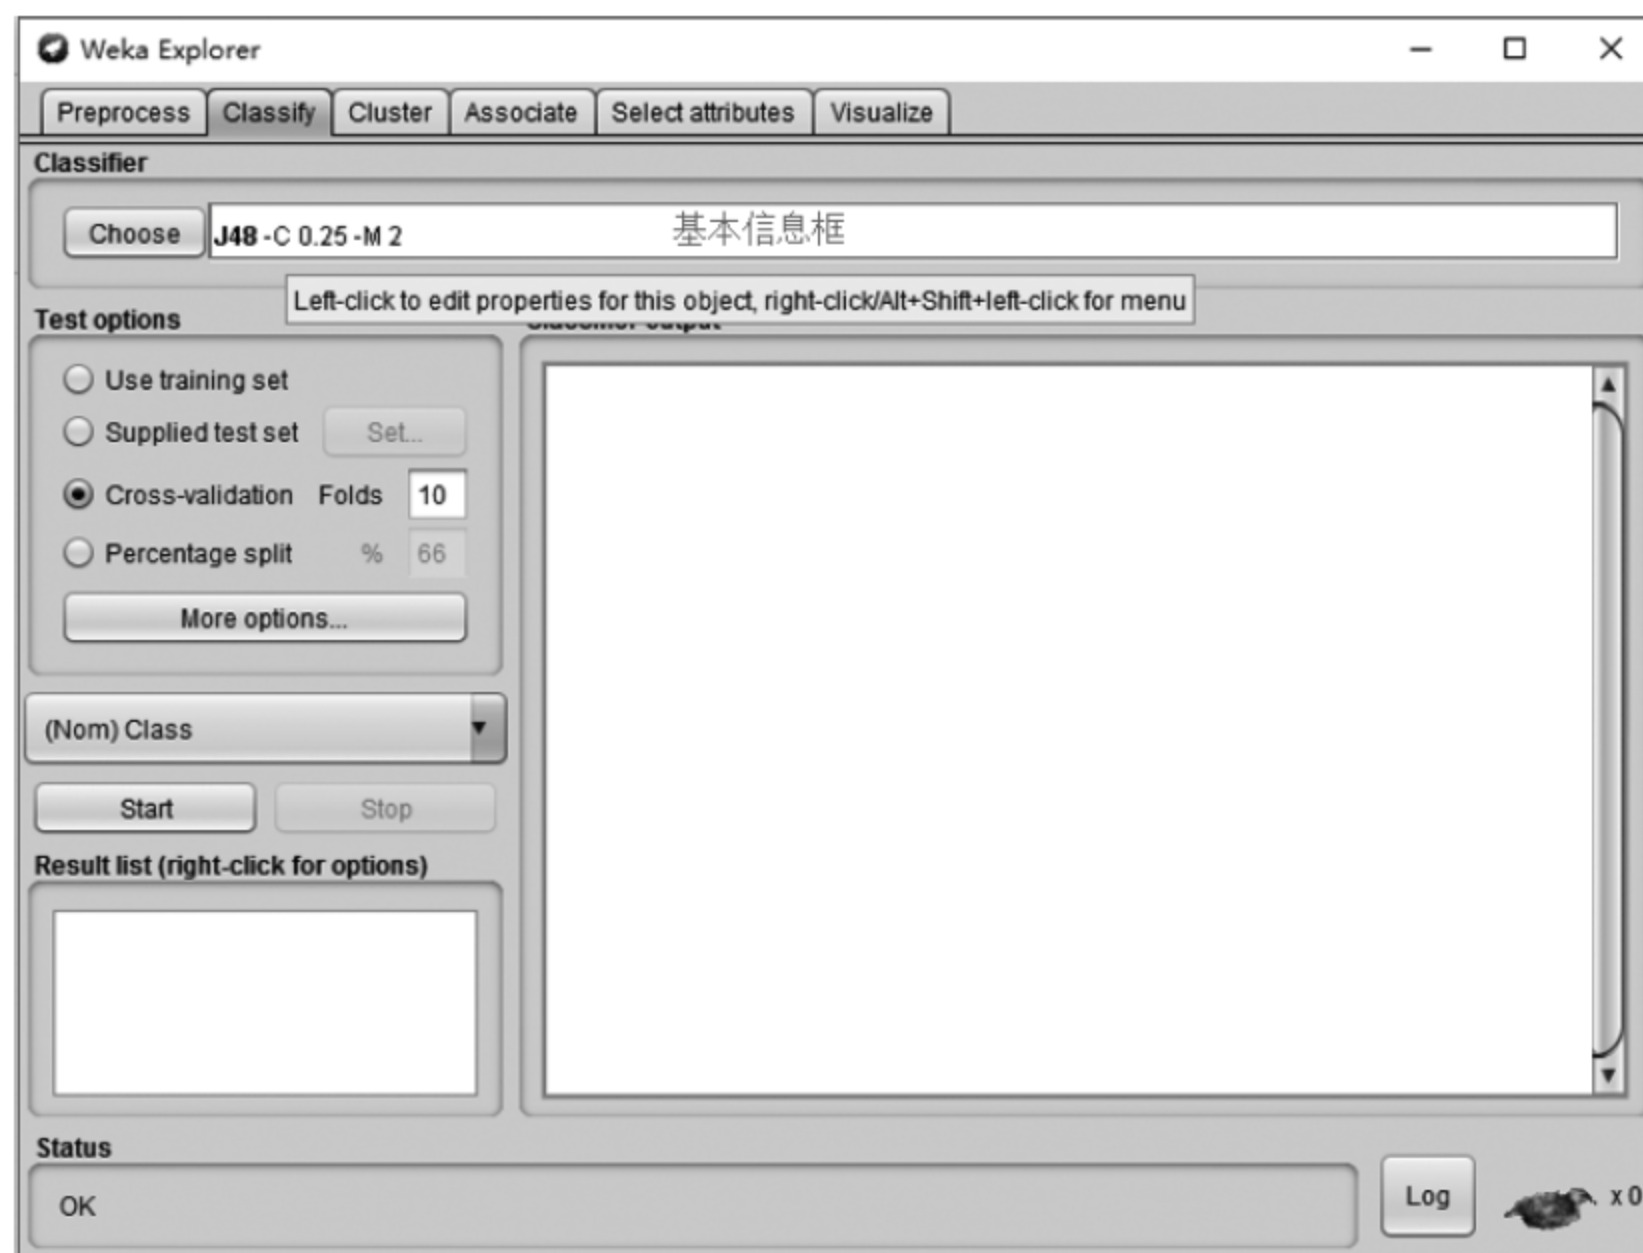 Weka Explorer
Preprocess Classify Cluster Associate Select attributes Visualize
Classifier
Choose J48 -C 0.25 -M 2 基本信息框
Left-click to edit properties for this object, right-click/Alt+Shift+left-click for menu
Test options
Use training set
Supplied test set Set...
Cross-validation Folds 10
Percentage split % 66
More options...
(Nom) Class
Start Stop
Result list (right-click for options)
Status
OK
Log x 0